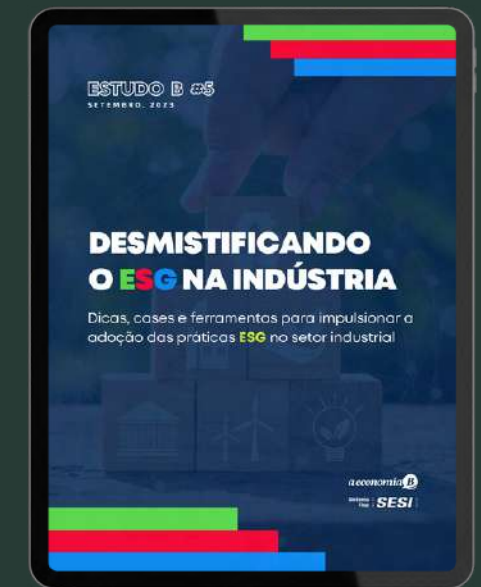 ESTUDO B #5
SETEMBRO, 2023
DESMISTIFICANDO
O ESG NA INDÚSTRIA
Dicas, cases e ferramentas para impulsionar a
adoção das práticas ESG no setor industrial
a economia B
SESI